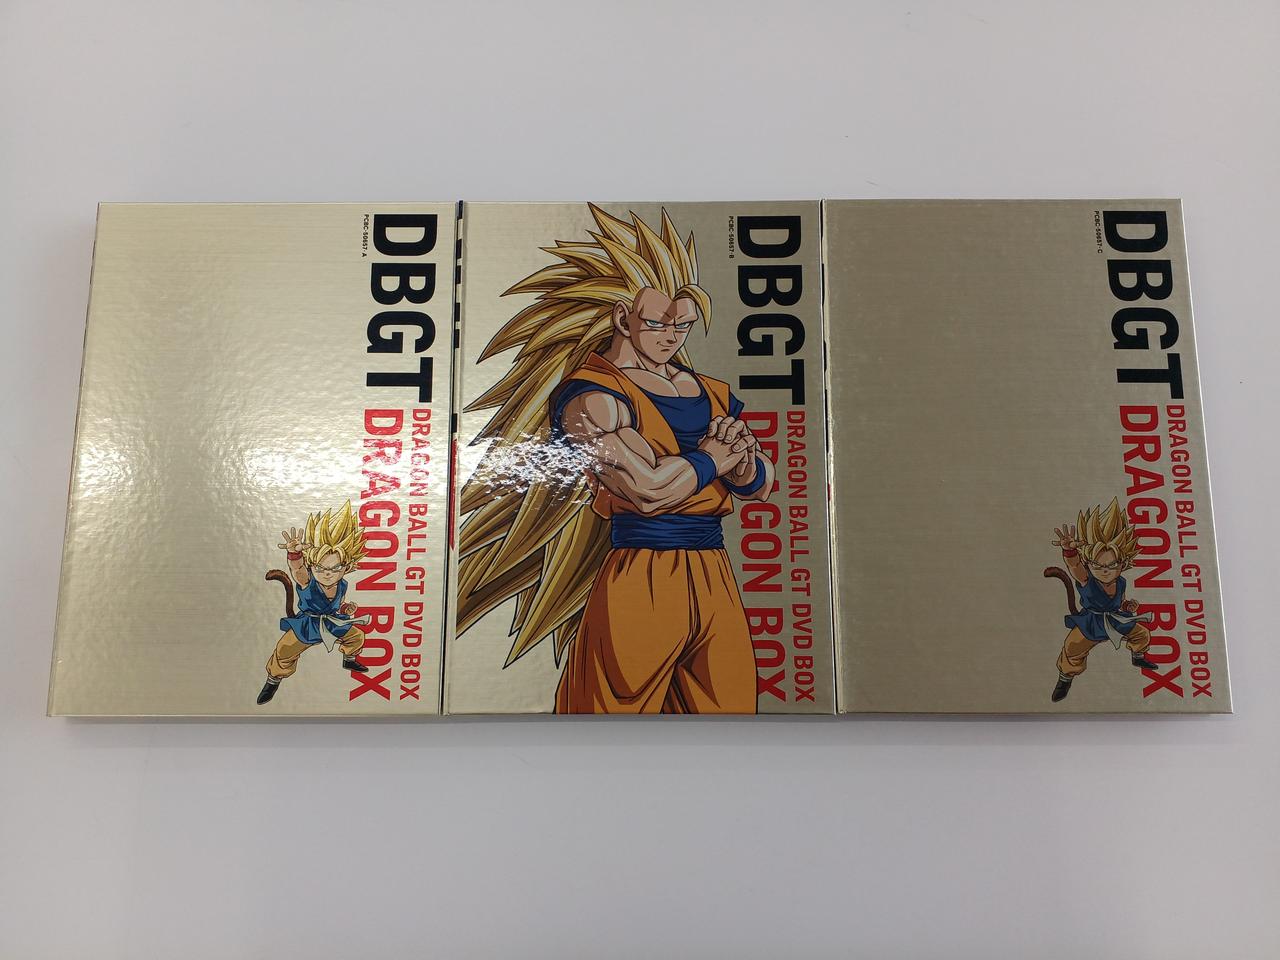 DBGT
DRAGON BALL GT DVD BOX
DRAGON BOX
PCBC-50657-A
DBGT
DRAGON BALL GT DVD BOX
DRAGON BOX
PCBC-50657-B
DBGT
DRAGON BALL GT DVD BOX
DRAGON BOX
PCBC-50657-C